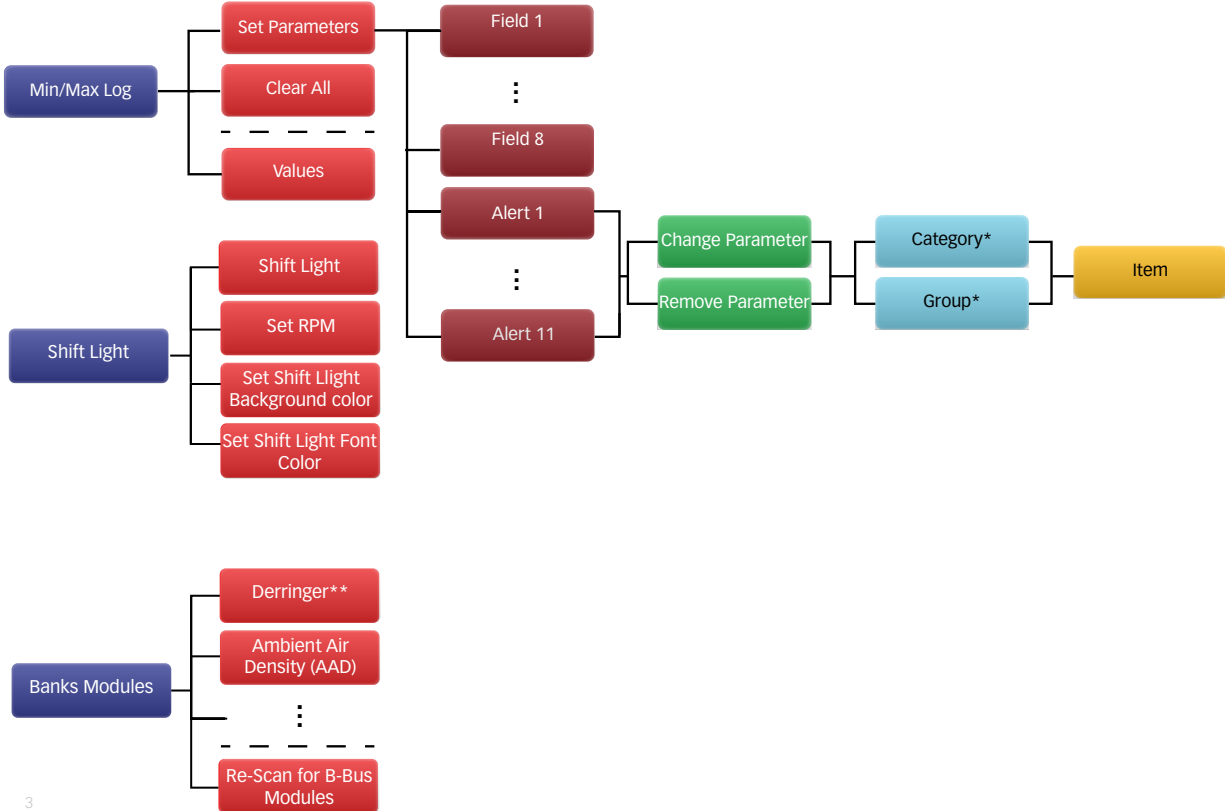 Min/Max Log
Set Parameters
Clear All
Values
Field 1
Field 8
Alert 1
Alert 11
Change Parameter
Remove Parameter
Category*
Group*
Item
Shift Light
Shift Light
Set RPM
Set Shift Llight
Background color
Set Shift Light Font
Color
Banks Modules
Derringer**
Ambient Air
Density (AAD)
Re-Scan for B-Bus
Modules
3